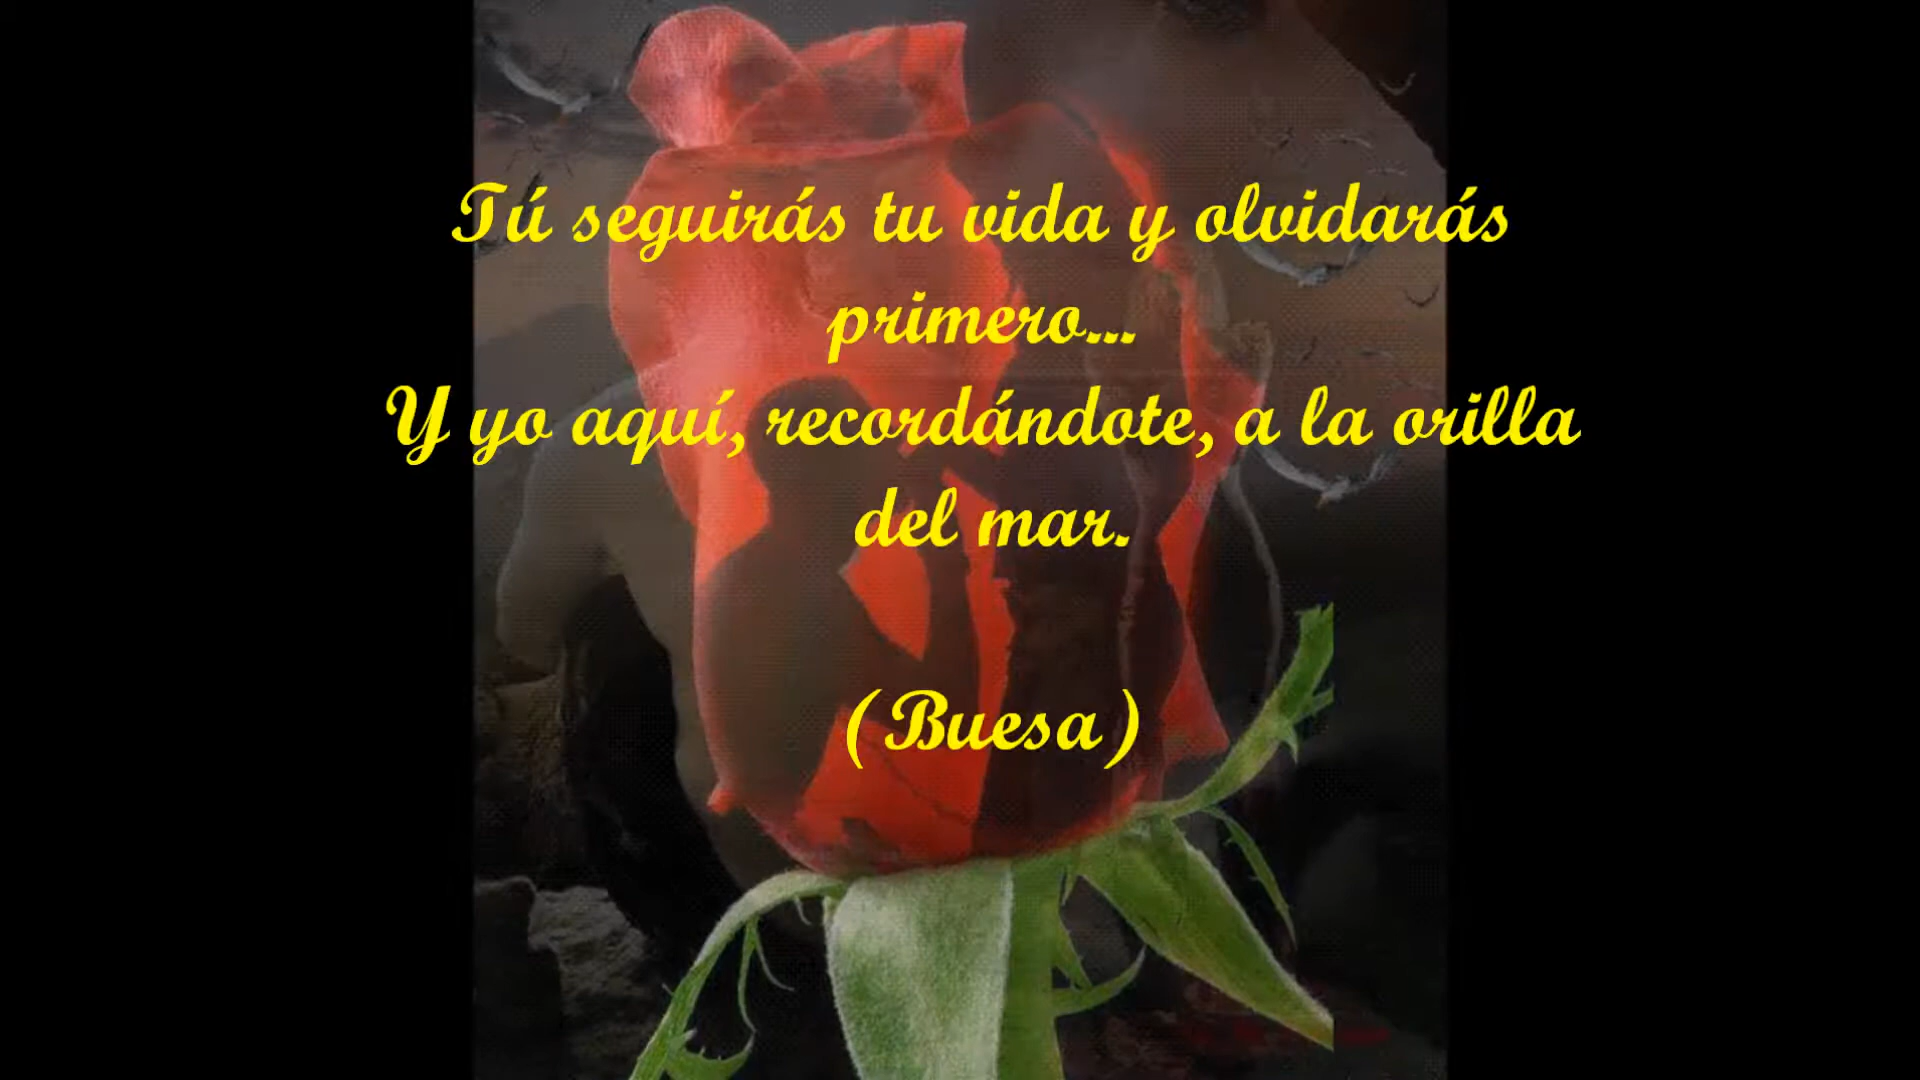 Tú seguirás tu vida y olvidarás
primero...
Y yo aquí, recordándote, a la orilla
del mar.
(Buesa)